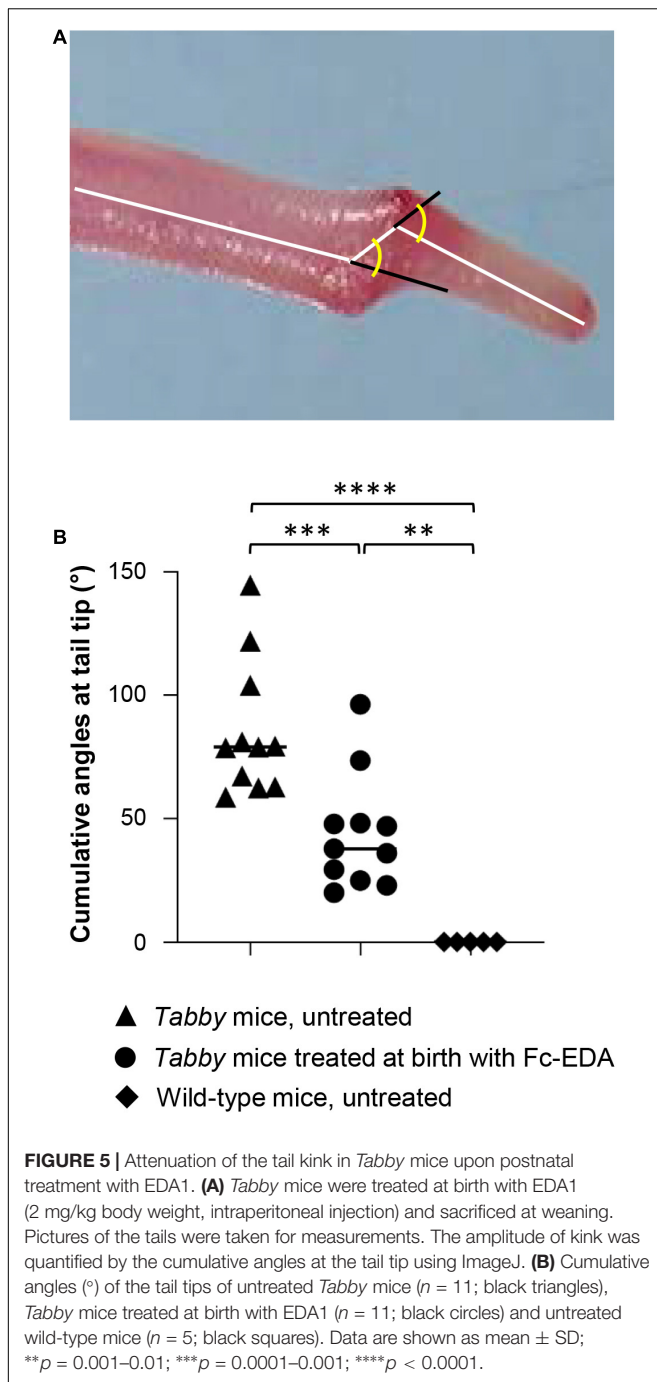 A
****
*** **
B
150
100
50
0
Cumulative angles at tail tip (°)
▲ Tabby mice, untreated
● Tabby mice treated at birth with Fc-EDA
◆ Wild-type mice, untreated
FIGURE 5 | Attenuation of the tail kink in Tabby mice upon postnatal
treatment with EDA1. (A) Tabby mice were treated at birth with EDA1
(2 mg/kg body weight, intraperitoneal injection) and sacrificed at weaning.
Pictures of the tails were taken for measurements. The amplitude of kink was
quantified by the cumulative angles at the tail tip using ImageJ. (B) Cumulative
angles (°) of the tail tips of untreated Tabby mice (n = 11; black triangles),
Tabby mice treated at birth with EDA1 (n = 11; black circles) and untreated
wild-type mice (n = 5; black squares). Data are shown as mean ± SD;
**p = 0.001–0.01; ***p = 0.0001–0.001; ****p < 0.0001.